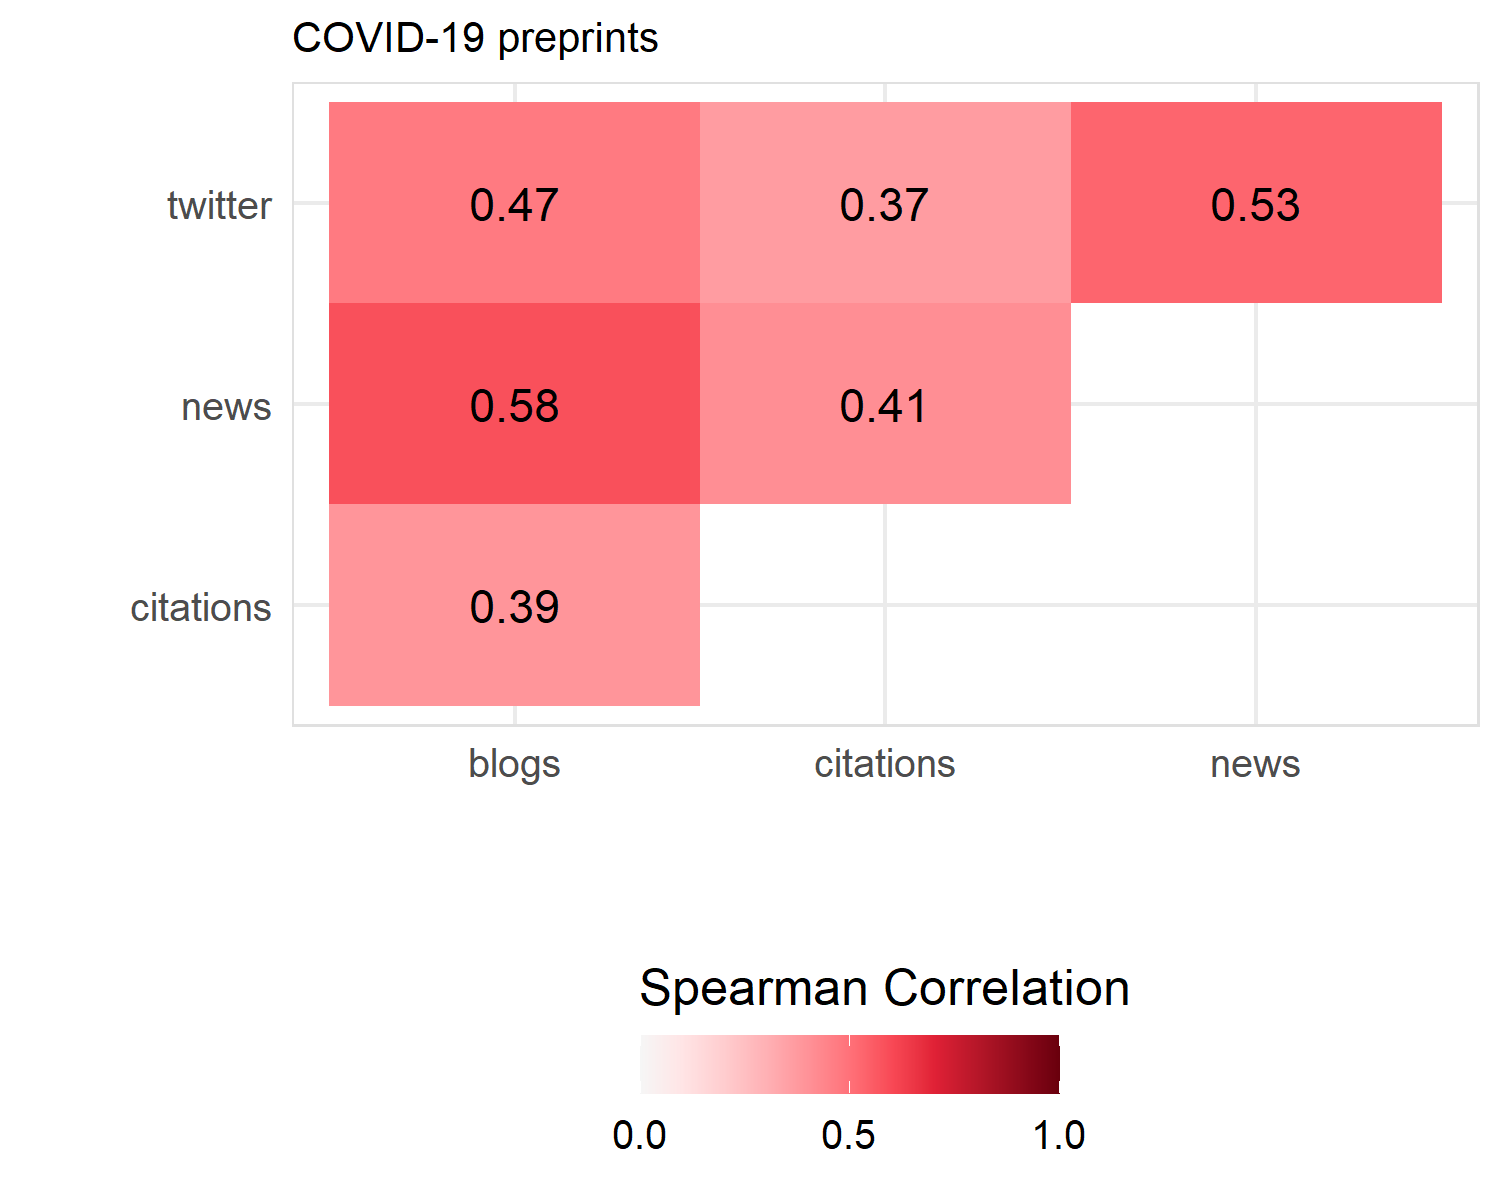 COVID-19 preprints
twitter 0.47 0.37 0.53
news 0.58 0.41
citations 0.39
blogs citations news
Spearman Correlation
0.0 0.5 1.0